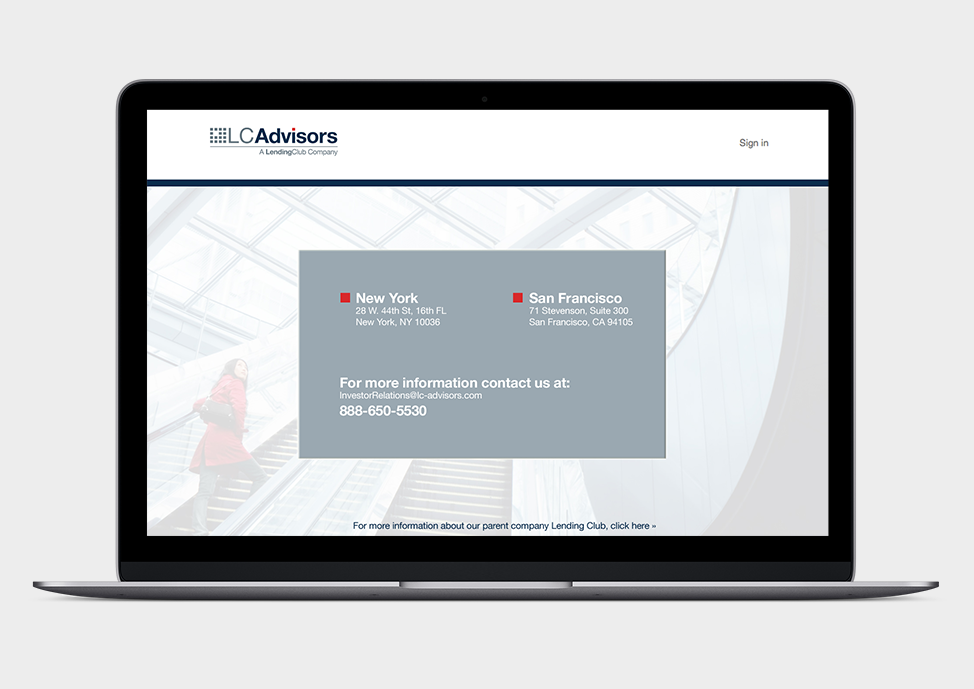 LCAdvisors
A LendingClub Company
Sign in
New York
28 W. 44th St, 16th FL
New York, NY 10036
San Francisco
71 Stevenson, Suite 300
San Francisco, CA 94105
For more information contact us at:
InvestorRelations@lc-advisors.com
888-650-5530
For more information about our parent company Lending Club, click here »